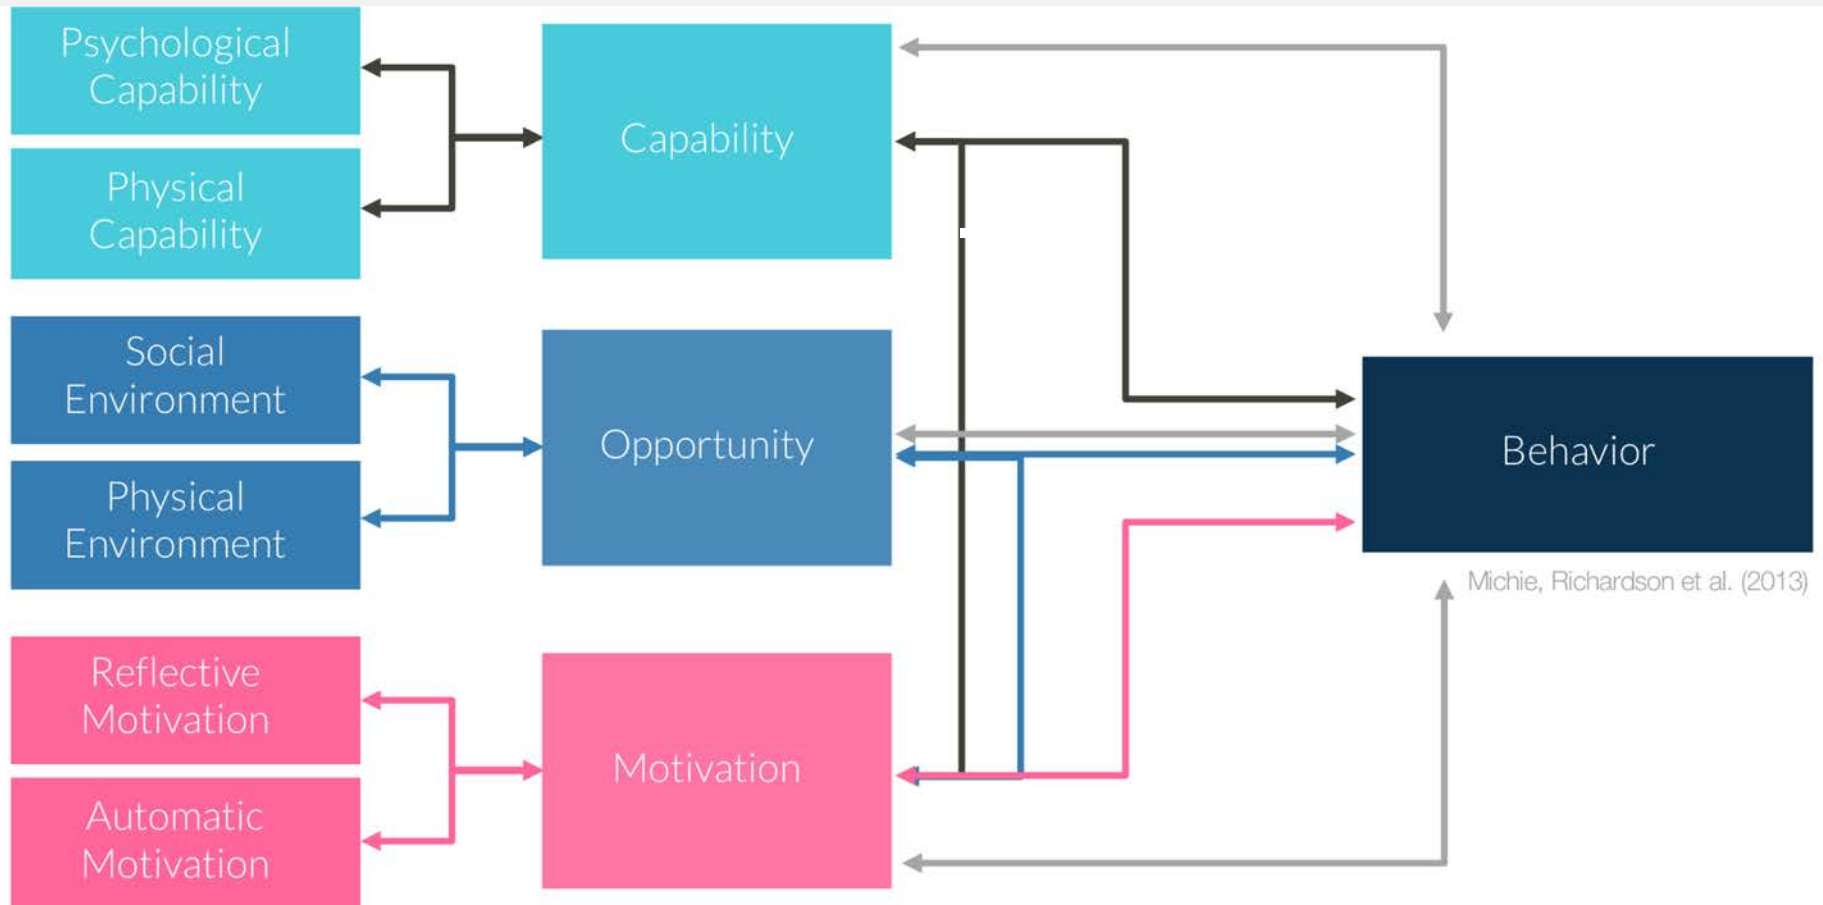 Psychological
Capability
Physical
Capability
Capability
Social
Environment
Physical
Environment
Opportunity
Behavior
Michie, Richardson et al. (2013)
Reflective
Motivation
Automatic
Motivation
Motivation